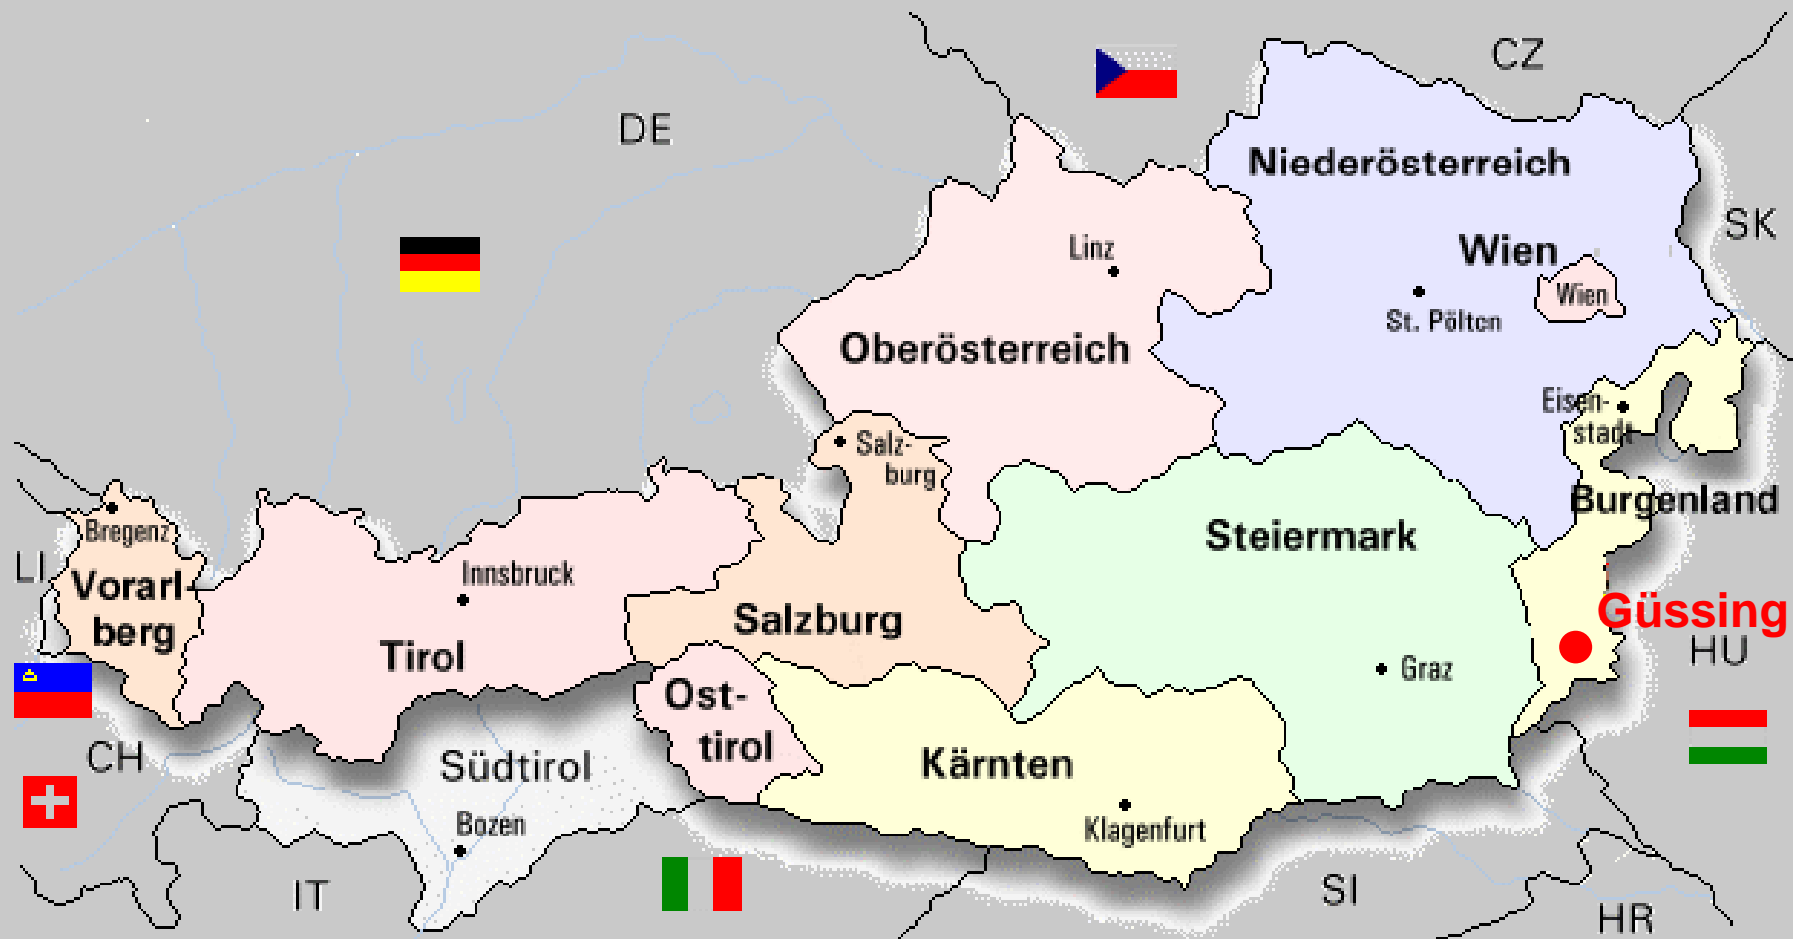 CZ
DE
Niederösterreich
SK
Linz
Wien
Wien
St. Pölten
Oberösterreich
Eisen-
stadt
Salz-
burg
Burgenland
Bregenz
Steiermark
LI
Vorarl-
berg
Innsbruck
Güssing
Salzburg
Tirol
HU
Graz
Ost-
tirol
CH
Südtirol
Kärnten
Bozen
Klagenfurt
IT
SI
HR